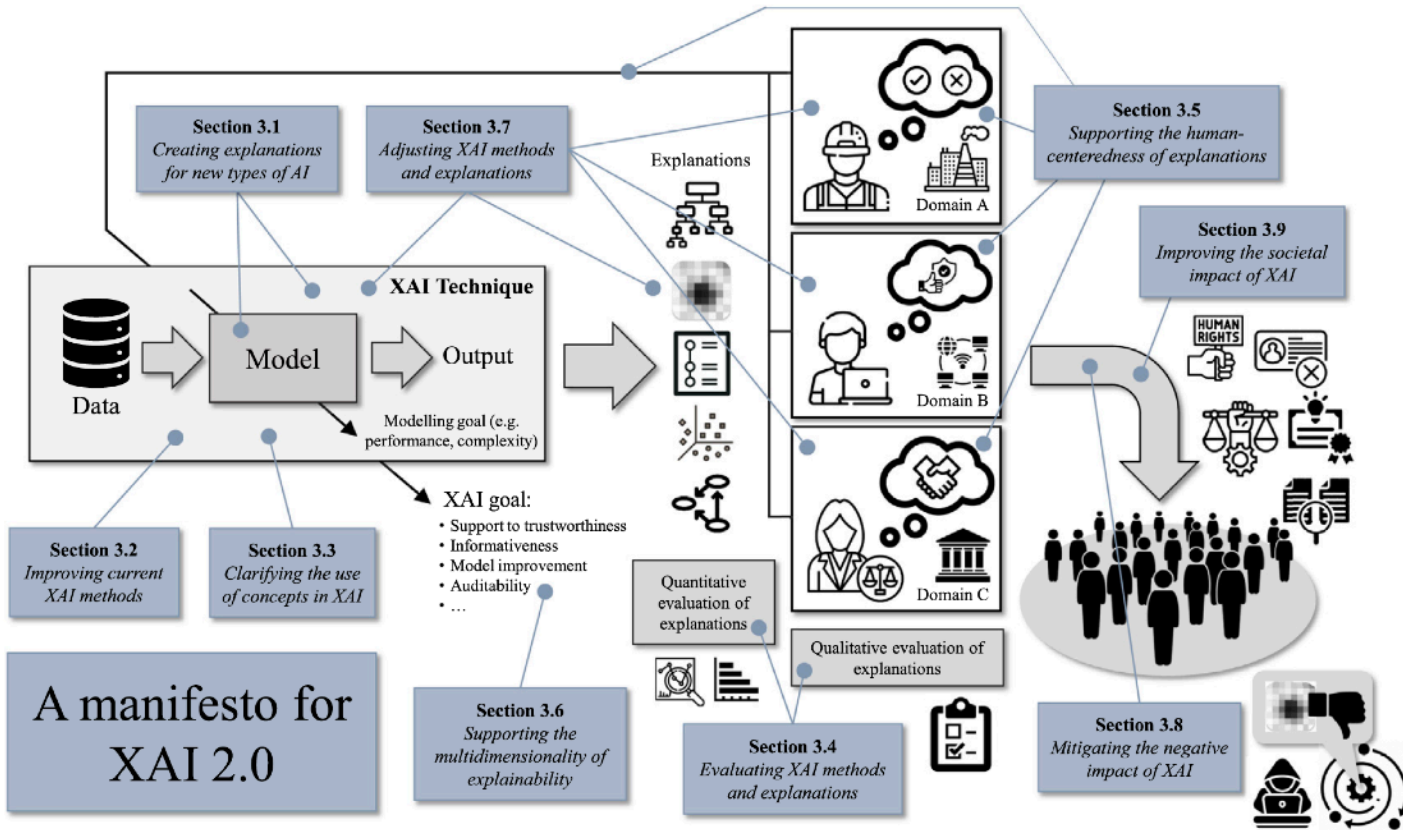 Section 3.1
Creating explanations
for new types of AI
Section 3.7
Adjusting XAI methods
and explanations
Explanations
Domain A
Section 3.5
Supporting the human-
centeredness of explanations
Section 3.9
Improving the societal
impact of XAI
XAI Technique
Data
Model
Output
Modelling goal (e.g.
performance, complexity)
Domain B
HUMAN
RIGHTS
XAI goal:
• Support to trustworthiness
• Informativeness
• Model improvement
• Auditability
• …
Domain C
Section 3.2
Improving current
XAI methods
Section 3.3
Clarifying the use
of concepts in XAI
Quantitative
evaluation of
explanations
Qualitative evaluation of
explanations
A manifesto for
XAI 2.0
Section 3.6
Supporting the
multidimensionality of
explainability
Section 3.4
Evaluating XAI methods
and explanations
Section 3.8
Mitigating the negative
impact of XAI